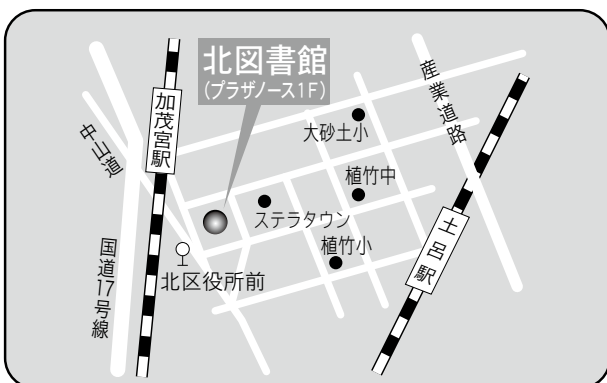 北図書館
(プラザノース1F)
加茂宮駅
中山道
国道17号線
産業道路
大砂土小
植竹中
ステラタウン
植竹小
北区役所前
土呂駅